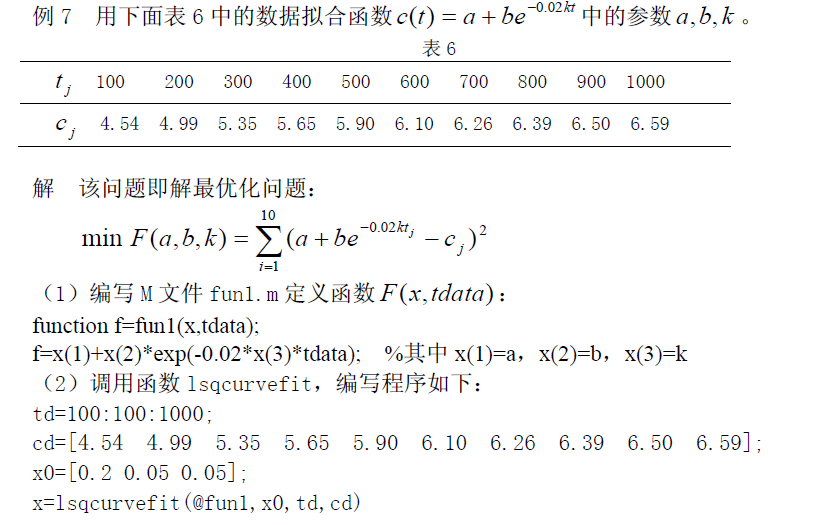 例 7 用下面表 6 中的数据拟合函数 c(t) = a + be^{-0.02kt} 中的参数 a,b,k 。
表 6
t_j 100 200 300 400 500 600 700 800 900 1000
c_j 4.54 4.99 5.35 5.65 5.90 6.10 6.26 6.39 6.50 6.59
解 该问题即解最优化问题：
min F(a,b,k) = \sum_{i=1}^{10} (a + be^{-0.02kt_j} - c_j)^2
（1）编写 M 文件 fun1.m 定义函数 F(x,tdata)：
function f=fun1(x,tdata);
f=x(1)+x(2)*exp(-0.02*x(3)*tdata); %其中 x(1)=a，x(2)=b，x(3)=k
（2）调用函数 lsqcurvefit，编写程序如下：
td=100:100:1000;
cd=[4.54 4.99 5.35 5.65 5.90 6.10 6.26 6.39 6.50 6.59];
x0=[0.2 0.05 0.05];
x=lsqcurvefit(@fun1,x0,td,cd)